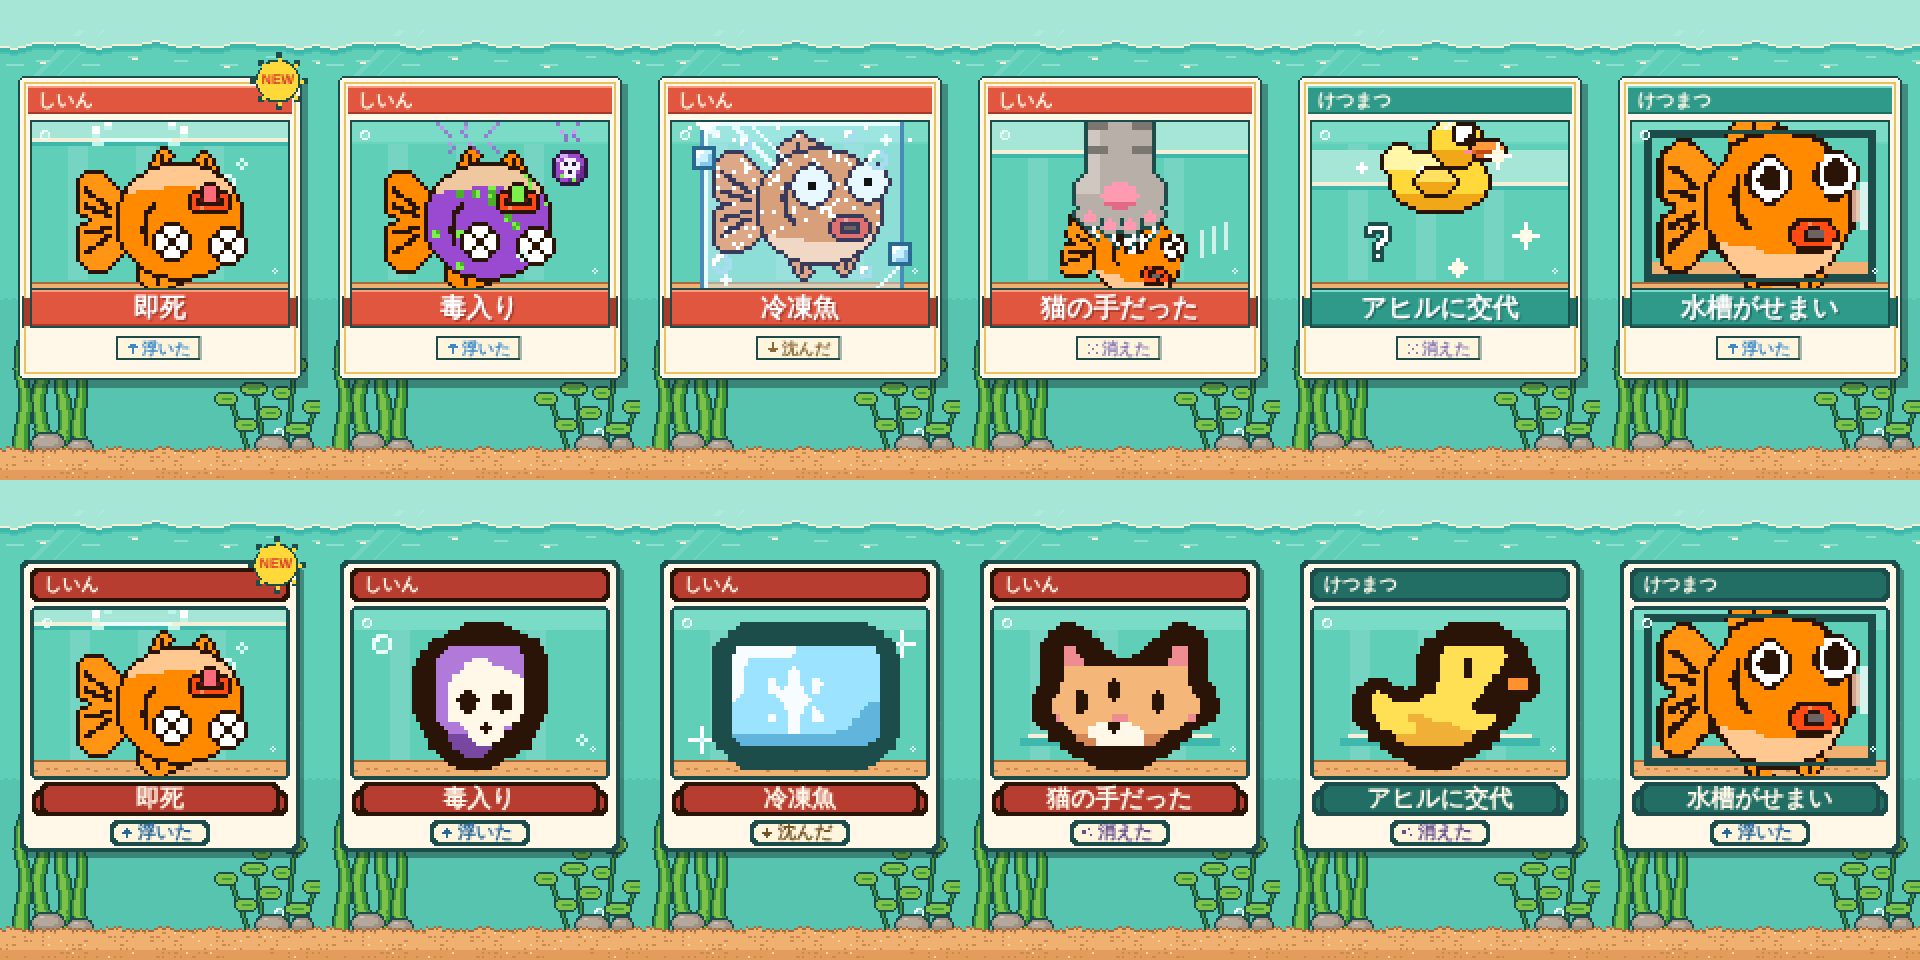 NEW
しいん
しいん
しいん
しいん
けつまつ
けつまつ
?
即死
毒入り
冷凍魚
猫の手だった
アヒルに交代
水槽がせまい
浮いた
浮いた
沈んだ
消えた
消えた
浮いた
NEW
しいん
しいん
しいん
しいん
けつまつ
けつまつ
即死
毒入り
冷凍魚
猫の手だった
アヒルに交代
水槽がせまい
浮いた
浮いた
沈んだ
消えた
消えた
浮いた